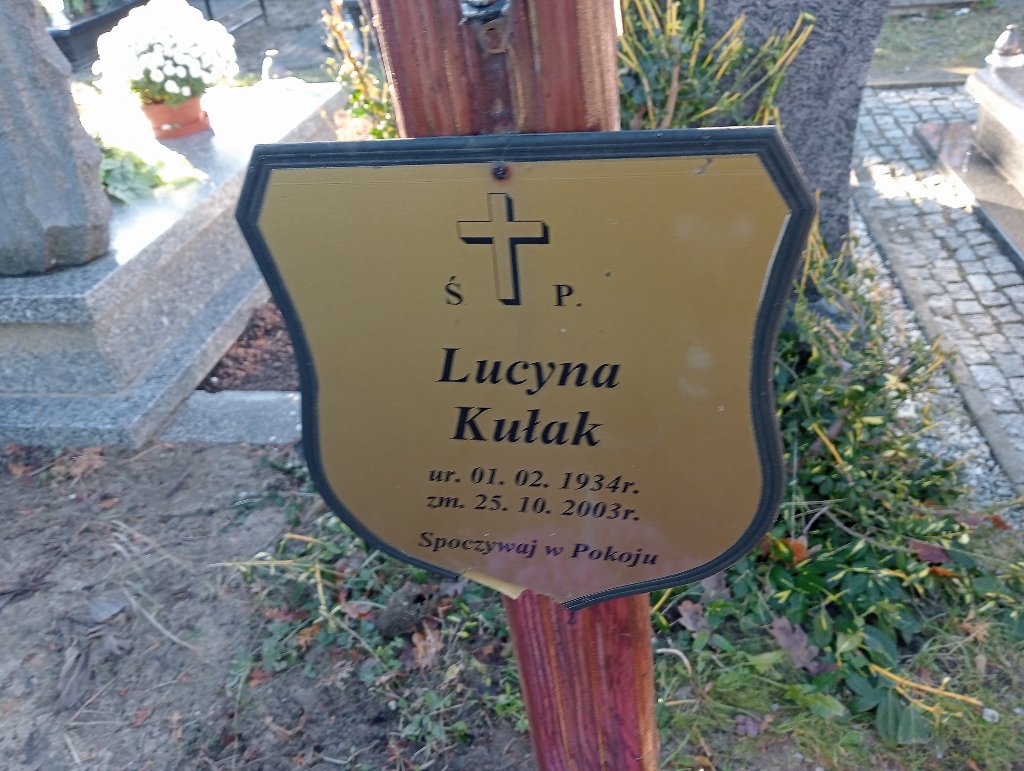 Ś P.
Lucyna
Kułak
ur. 01. 02. 1934r.
zm. 25. 10. 2003r.
Spoczywaj w Pokoju